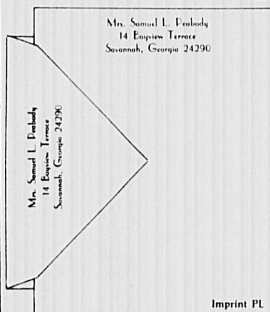 Mrs. Samuel L. Peabody
14 Bayview Terrace
Savannah, Georgia 24290
Mrs. Samuel L. Peabody
14 Bayview Terrace
Savannah, Georgia 24290
Imprint PL